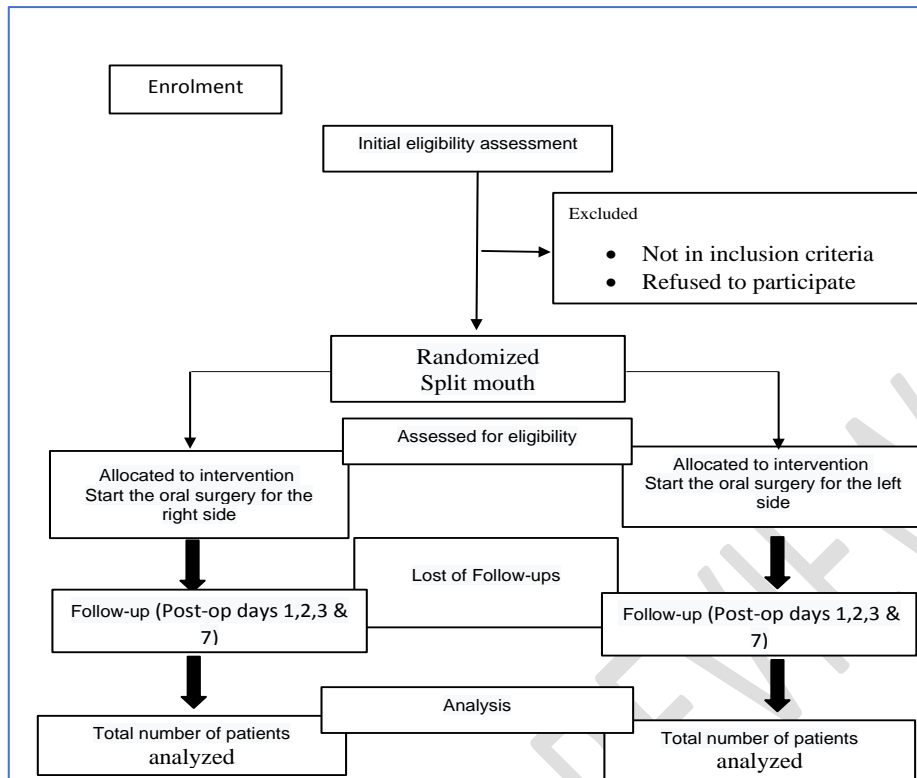 Enrolment
Initial eligibility assessment
Excluded
• Not in inclusion criteria
• Refused to participate
Randomized
Split mouth
Assessed for eligibility
Allocated to intervention
Start the oral surgery for the
right side
Allocated to intervention
Start the oral surgery for the left
side
Lost of Follow-ups
Follow-up (Post-op days 1,2,3 &
7)
Follow-up (Post-op days 1,2,3 &
7)
Analysis
Total number of patients
analyzed
Total number of patients
analyzed